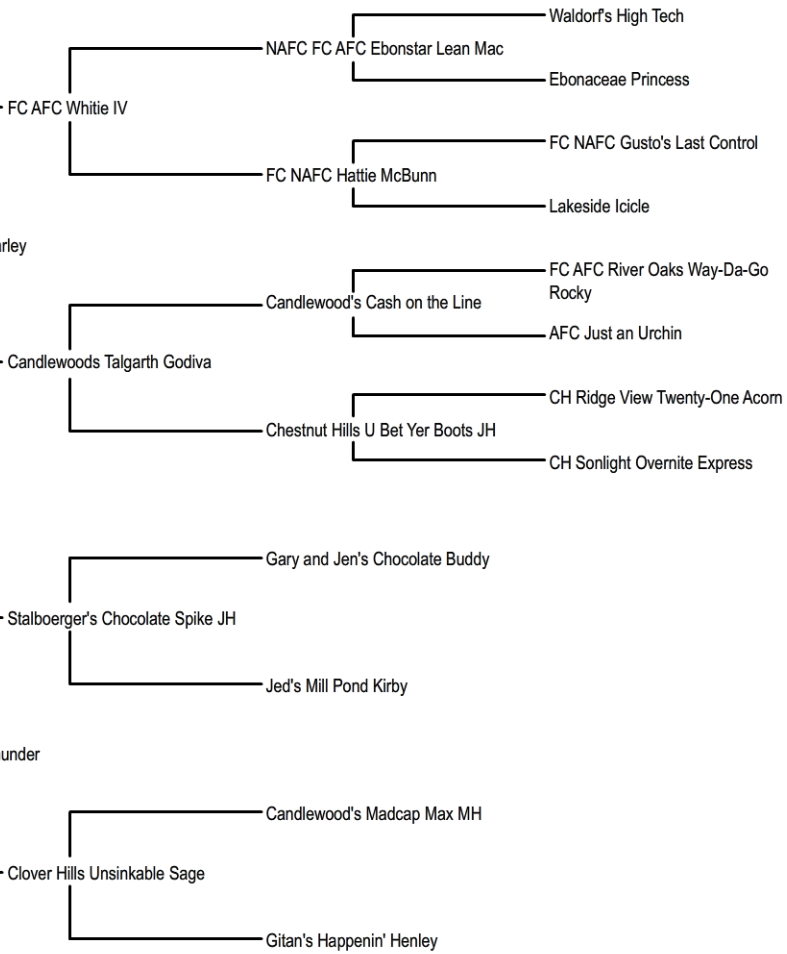 Waldorf's High Tech
NAFC FC AFC Ebonstar Lean Mac
Ebonaceae Princess
FC AFC Whitie IV
FC NAFC Gusto's Last Control
FC NAFC Hattie McBunn
Lakeside Icicle
FC AFC River Oaks Way-Da-Go
Rocky
Candlewood's Cash on the Line
AFC Just an Urchin
Candlewoods Talgarth Godiva
CH Ridge View Twenty-One Acorn
Chestnut Hills U Bet Yer Boots JH
CH Sonlight Overnite Express
Gary and Jen's Chocolate Buddy
Stalboerger's Chocolate Spike JH
Jed's Mill Pond Kirby
Candlewood's Madcap Max MH
Clover Hills Unsinkable Sage
Gitan's Happenin' Henley